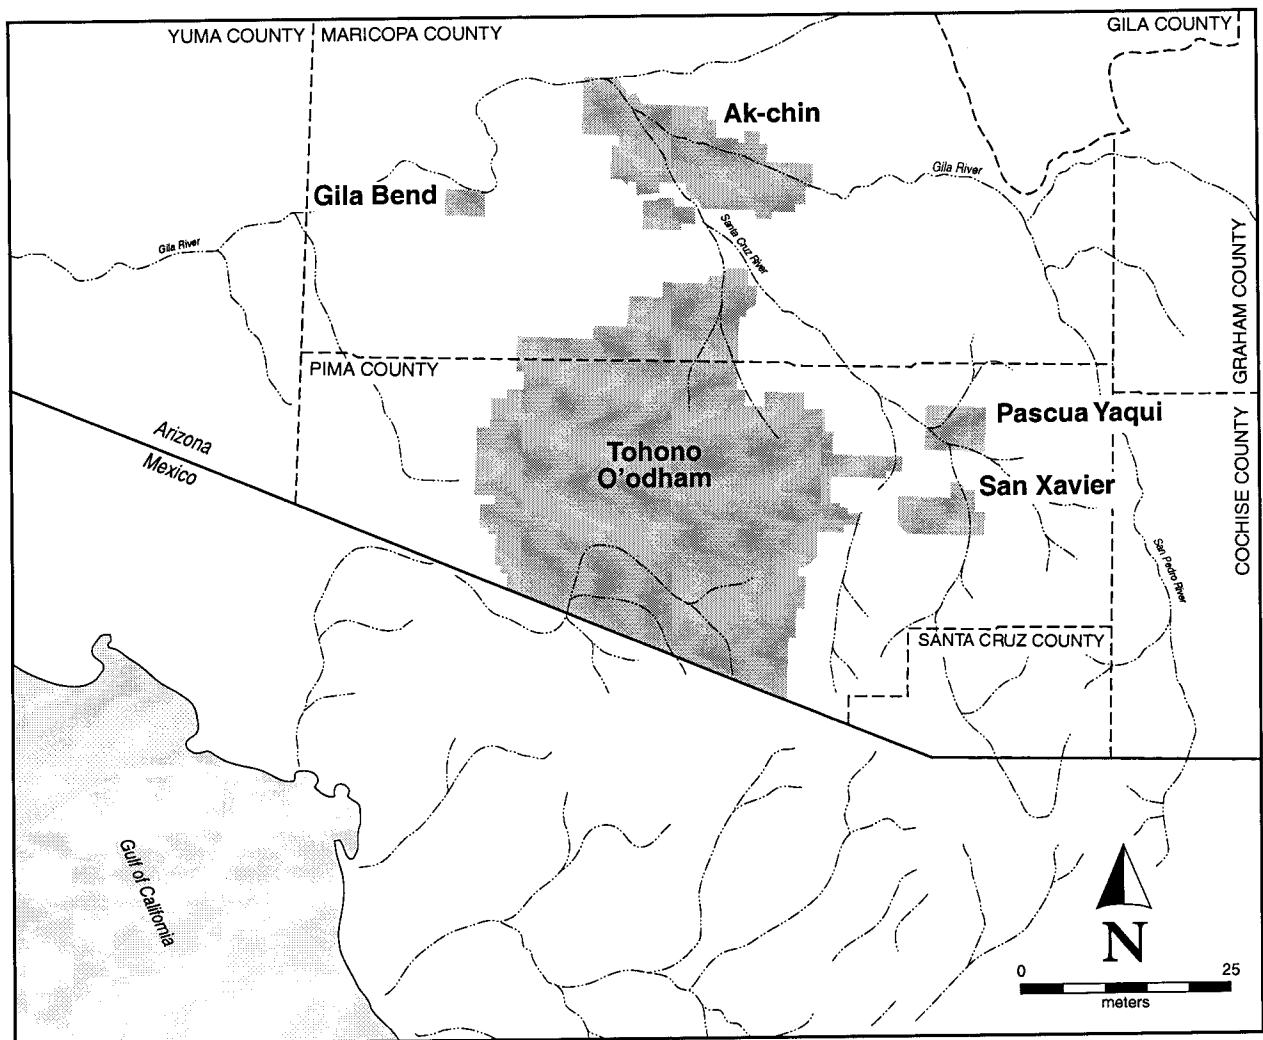 YUMA COUNTY
MARICOPA COUNTY
GILA COUNTY
Ak-chin
Gila River
Gila Bend
Santa Cruz River
Gila River
GRAHAM COUNTY
PIMA COUNTY
Pascua Yaqui
Arizona
Mexico
Tohono
O'odham
San Xavier
COCHISE COUNTY
San Pedro River
SANTA CRUZ COUNTY
Gulf of California
N
0
25
meters